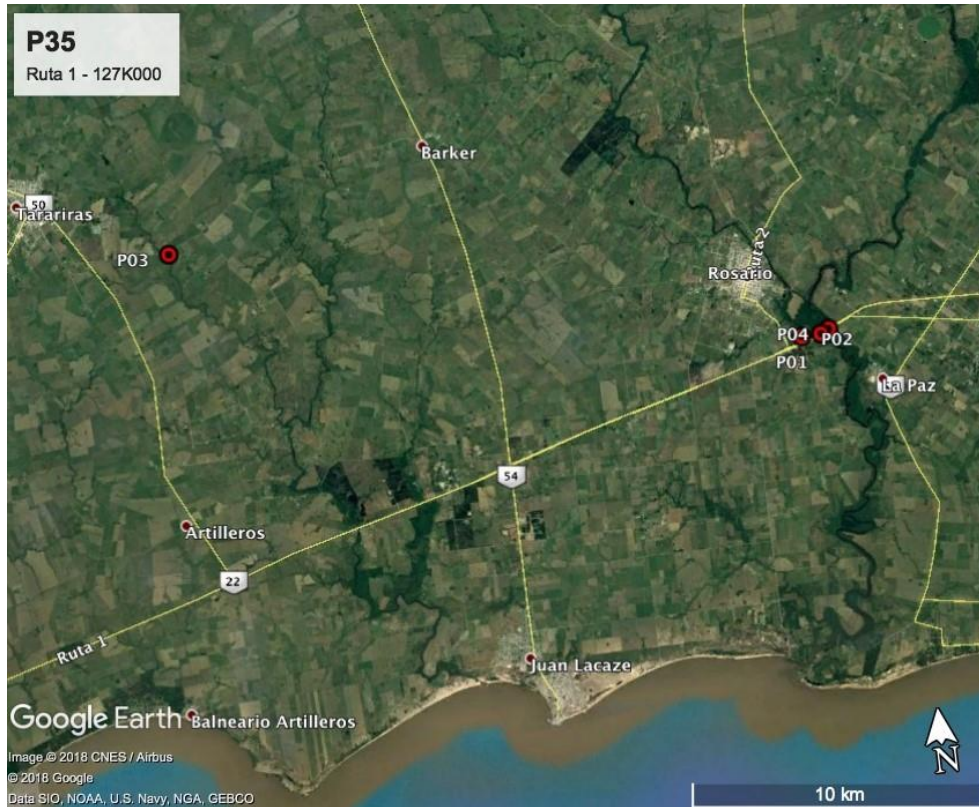 P35
Ruta 1 - 127K000
Barker
50
Tarariras
P03
Ruta 2
Rosario
P04
P02
P01
La Paz
54
Artilleros
22
Ruta 1
Juan Lacaze
Google Earth
Balneario Artilleros
Image © 2018 CNES / Airbus
© 2018 Google
Data SIO, NOAA, U.S. Navy, NGA, GEBCO
N
10 km